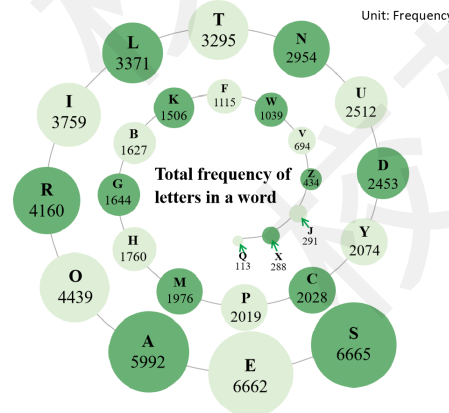 Unit: Frequency
T
3295
L
3371
N
2954
I
3759
U
2512
R
4160
D
2453
O
4439
Y
2074
A
5992
E
6662
S
6665
C
2028
P
2019
M
1976
H
1760
G
1644
B
1627
K
1506
F
1115
W
1039
V
694
Z
434
J
291
X
288
Q
113
Total frequency of
letters in a word